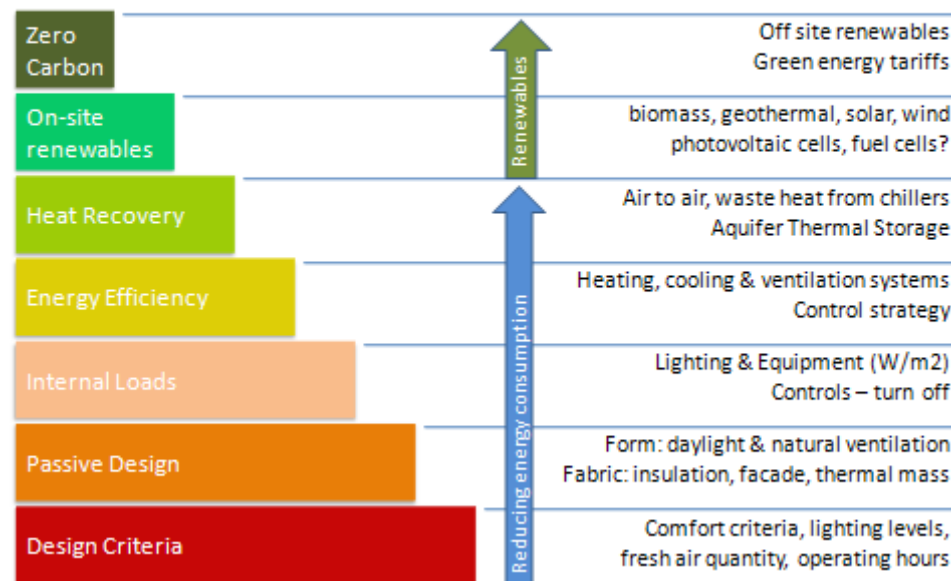 Zero
Carbon
Off site renewables
Green energy tariffs
On-site
renewables
biomass, geothermal, solar, wind
photovoltaic cells, fuel cells?
Renewables
Heat Recovery
Air to air, waste heat from chillers
Aquifer Thermal Storage
Energy Efficiency
Heating, cooling & ventilation systems
Control strategy
Internal Loads
Lighting & Equipment (W/m2)
Controls – turn off
Passive Design
Form: daylight & natural ventilation
Fabric: insulation, facade, thermal mass
Design Criteria
Comfort criteria, lighting levels,
fresh air quantity, operating hours
Reducing energy consumption